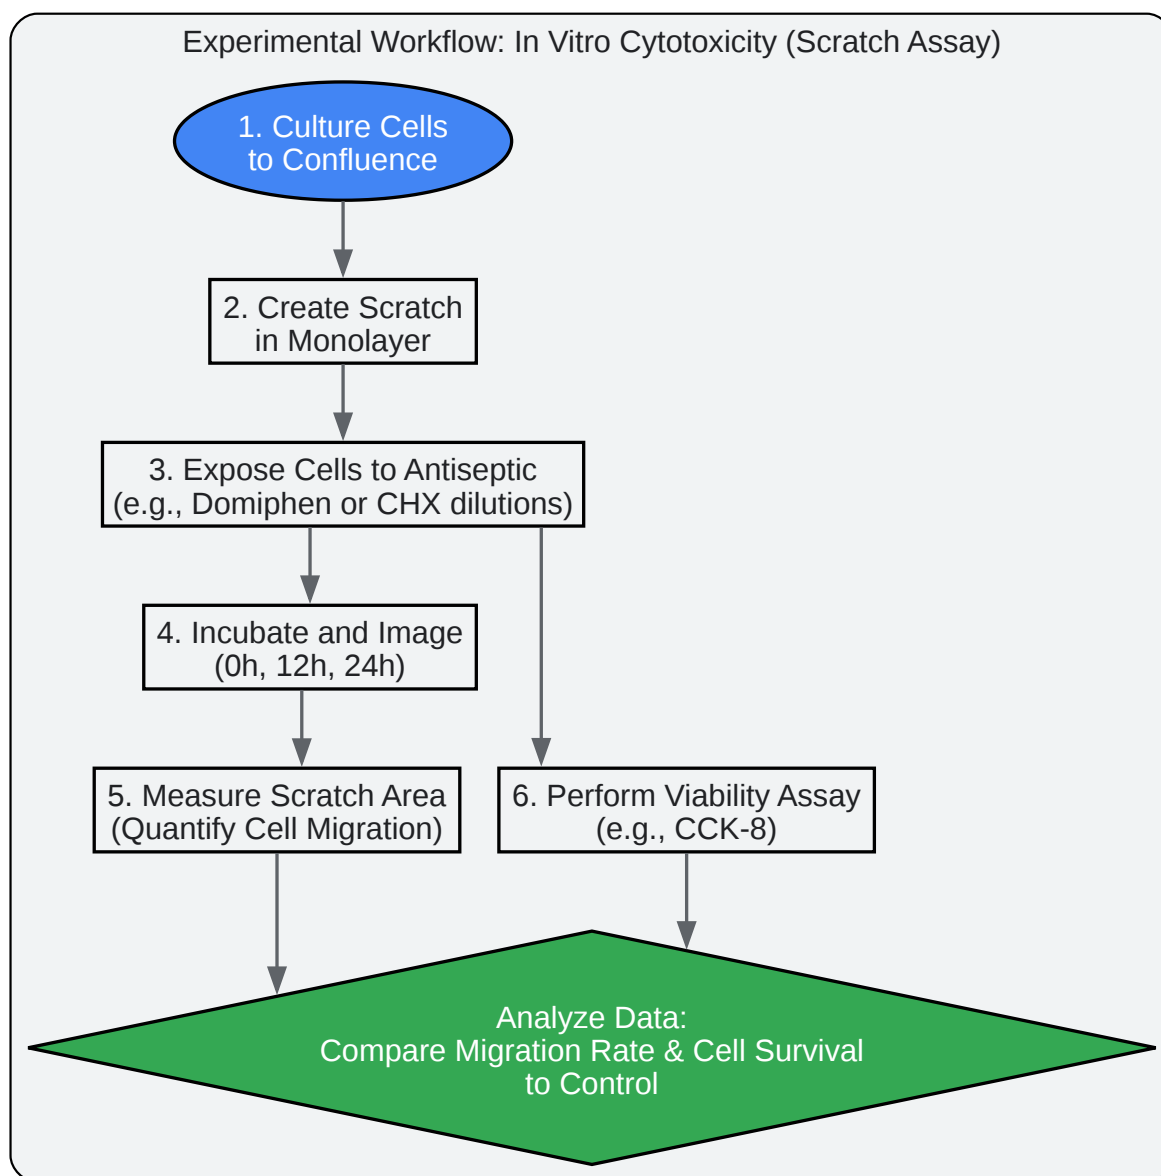 Experimental Workflow: In Vitro Cytotoxicity (Scratch Assay)
1. Culture Cells
to Confluence
2. Create Scratch
in Monolayer
3. Expose Cells to Antiseptic
(e.g., Domiphen or CHX dilutions)
4. Incubate and Image
(0h, 12h, 24h)
5. Measure Scratch Area
(Quantify Cell Migration)
6. Perform Viability Assay
(e.g., CCK-8)
Analyze Data:
Compare Migration Rate & Cell Survival
to Control